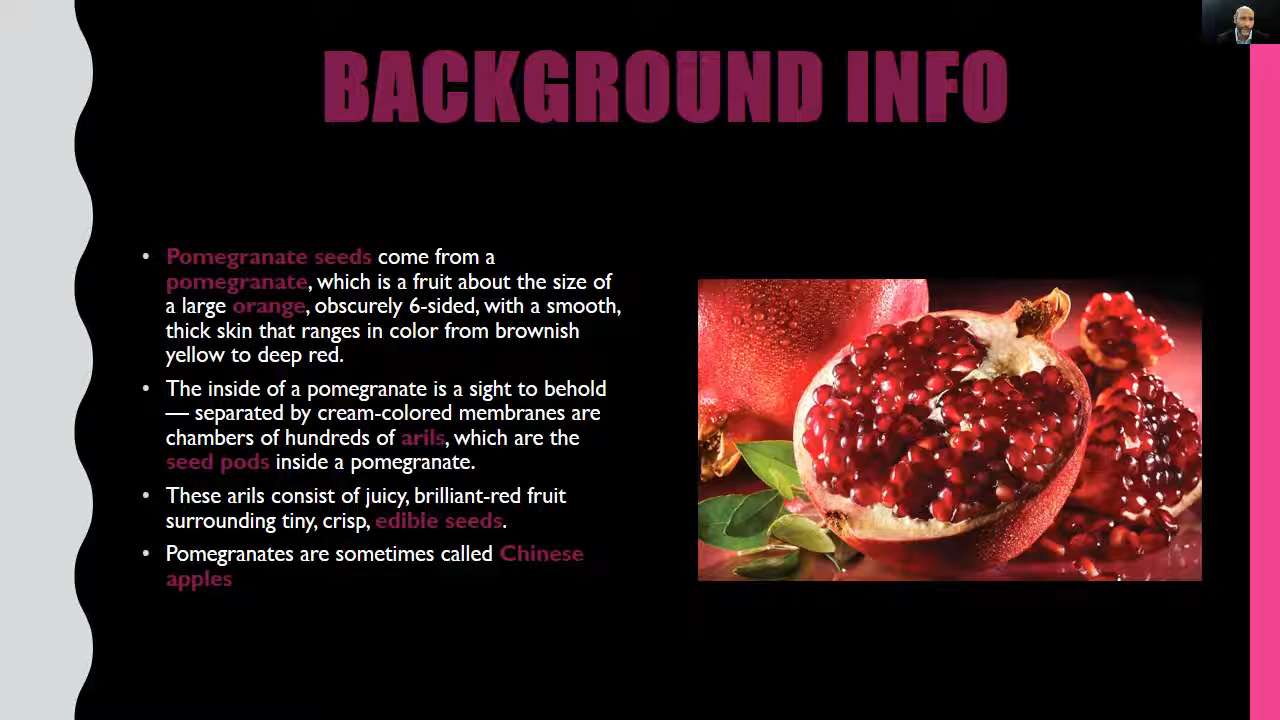 BACKGROUND INFO
• Pomegranate seeds come from a
pomegranate, which is a fruit about the size of
a large orange, obscurely 6-sided, with a smooth,
thick skin that ranges in color from brownish
yellow to deep red.
• The inside of a pomegranate is a sight to behold
— separated by cream-colored membranes are
chambers of hundreds of arils, which are the
seed pods inside a pomegranate.
• These arils consist of juicy, brilliant-red fruit
surrounding tiny, crisp, edible seeds.
• Pomegranates are sometimes called Chinese
apples